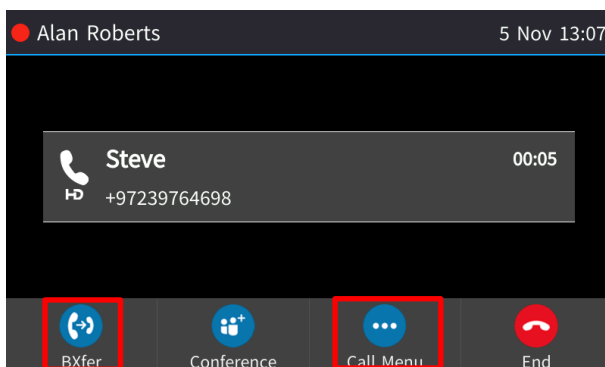 Alan Roberts 5 Nov 13:07
Steve 00:05
HD +97239764698
BXfer Conference Call Menu End